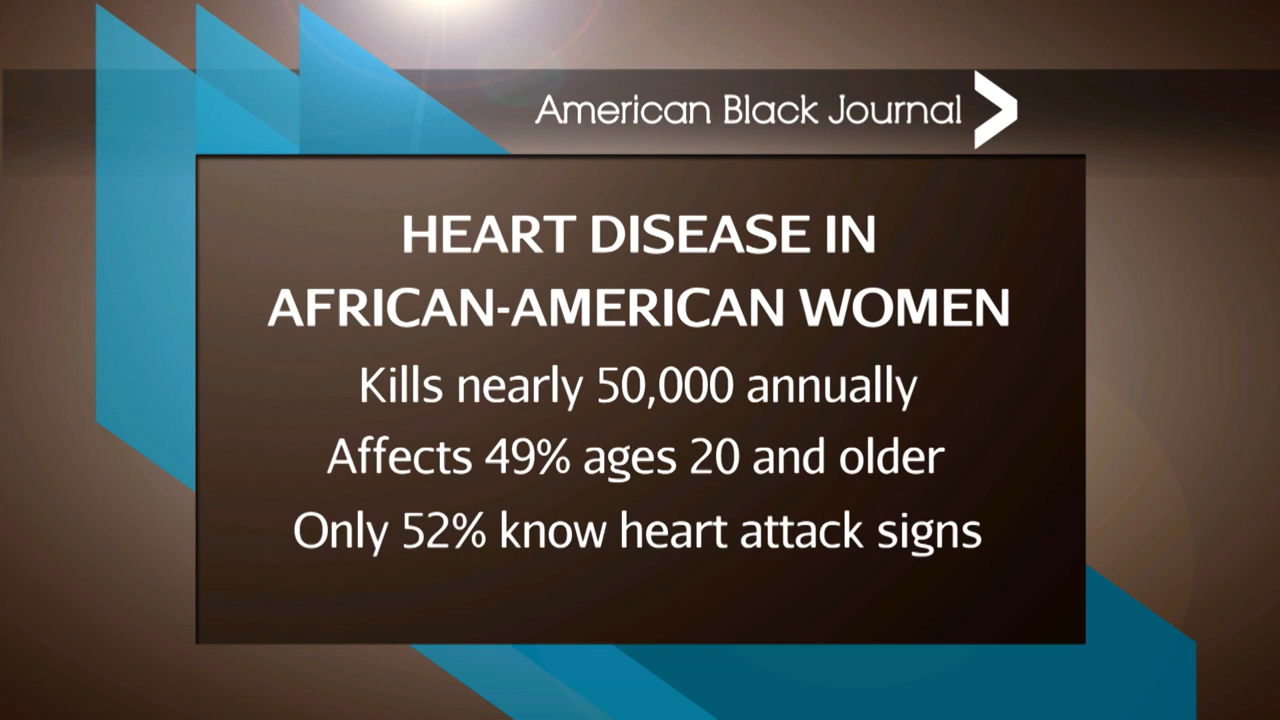 American Black Journal
HEART DISEASE IN
AFRICAN-AMERICAN WOMEN
Kills nearly 50,000 annually
Affects 49% ages 20 and older
Only 52% know heart attack signs